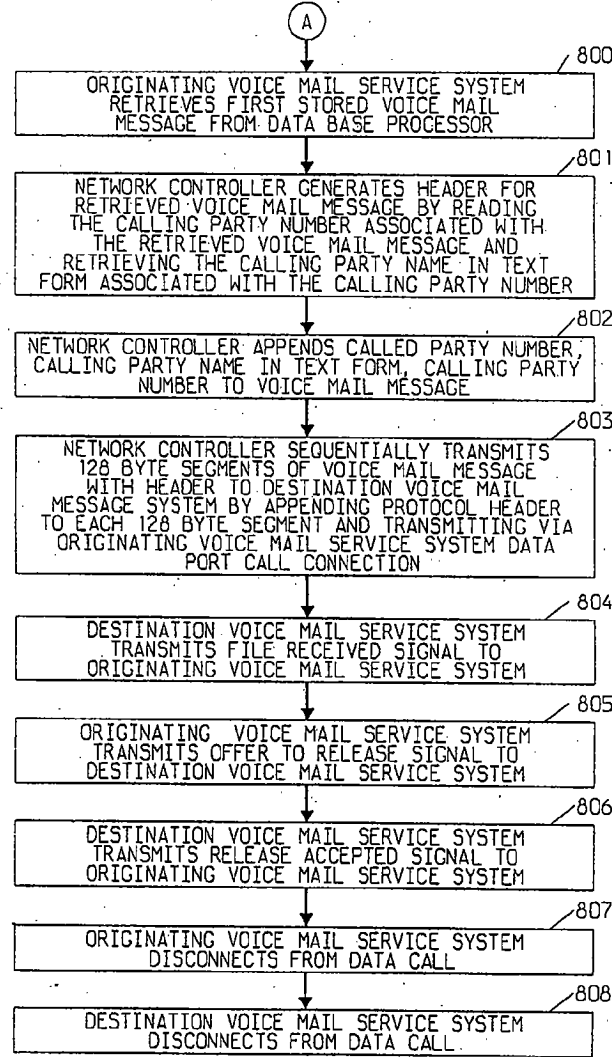 A
800
ORIGINATING VOICE MAIL SERVICE SYSTEM
RETRIEVES FIRST STORED VOICE MAIL
MESSAGE FROM DATA BASE PROCESSOR
801
NETWORK CONTROLLER GENERATES HEADER FOR
RETRIEVED VOICE MAIL MESSAGE BY READING
THE CALLING PARTY NUMBER ASSOCIATED WITH
THE RETRIEVED VOICE MAIL MESSAGE AND
RETRIEVING THE CALLING PARTY NAME IN TEXT
FORM ASSOCIATED WITH THE CALLING PARTY NUMBER
802
NETWORK CONTROLLER APPENDS CALLED PARTY NUMBER,
CALLING PARTY NAME IN TEXT FORM, CALLING PARTY
NUMBER TO VOICE MAIL MESSAGE
803
NETWORK CONTROLLER SEQUENTIALLY TRANSMITS
128 BYTE SEGMENTS OF VOICE MAIL MESSAGE
WITH HEADER TO DESTINATION VOICE MAIL
MESSAGE SYSTEM BY APPENDING PROTOCOL HEADER
TO EACH 128 BYTE SEGMENT AND TRANSMITTING VIA
ORIGINATING VOICE MAIL SERVICE SYSTEM DATA
PORT CALL CONNECTION
804
DESTINATION VOICE MAIL SERVICE SYSTEM
TRANSMITS FILE RECEIVED SIGNAL TO
ORIGINATING VOICE MAIL SERVICE SYSTEM
805
ORIGINATING VOICE MAIL SERVICE SYSTEM
TRANSMITS OFFER TO RELEASE SIGNAL TO
DESTINATION VOICE MAIL SERVICE SYSTEM
806
DESTINATION VOICE MAIL SERVICE SYSTEM
TRANSMITS RELEASE ACCEPTED SIGNAL TO
ORIGINATING VOICE MAIL SERVICE SYSTEM
807
ORIGINATING VOICE MAIL SERVICE SYSTEM
DISCONNECTS FROM DATA CALL
808
DESTINATION VOICE MAIL SERVICE SYSTEM
DISCONNECTS FROM DATA CALL